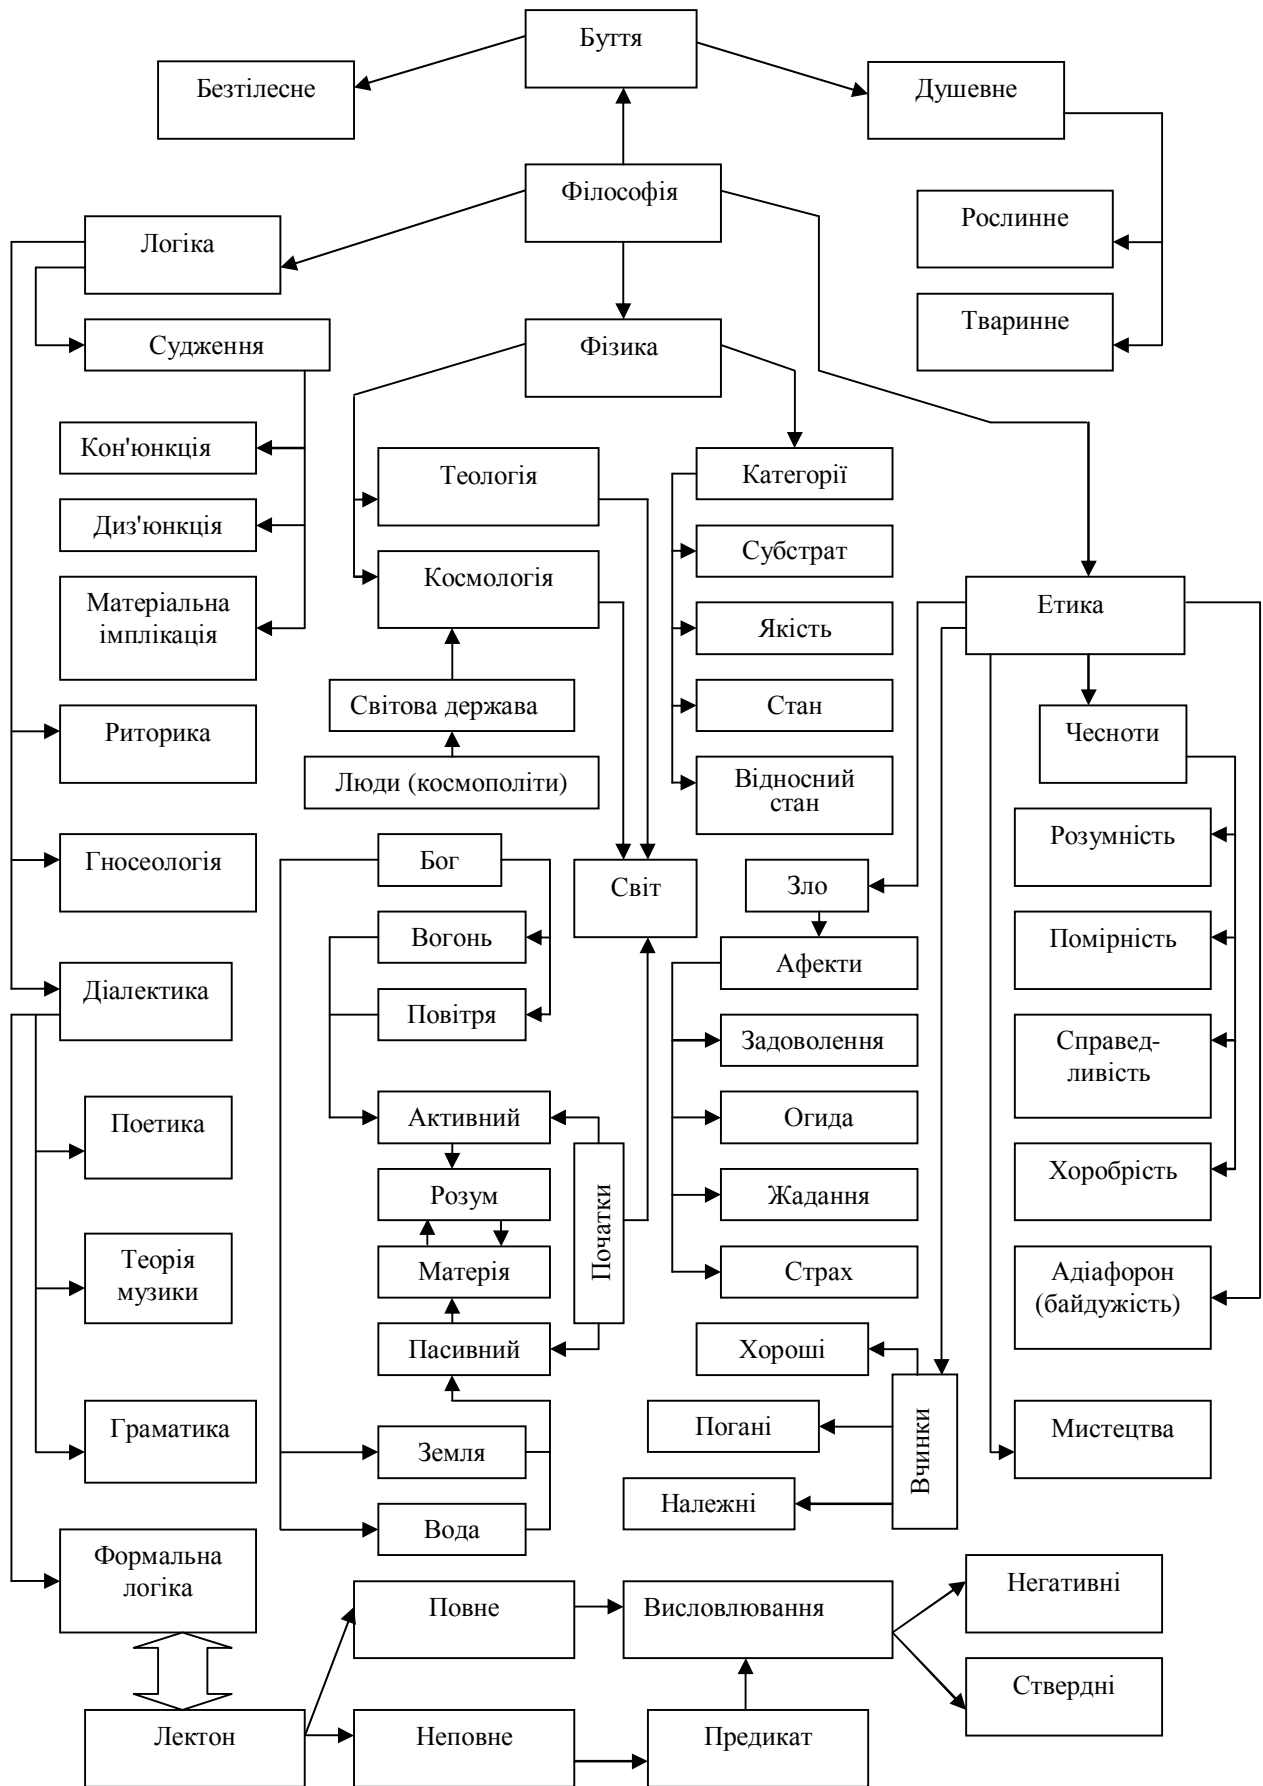 Буття
Безтілесне
Душевне
Філософія
Рослинне
Логіка
Тваринне
Судження
Фізика
Кон'юнкція
Теологія
Категорії
Диз'юнкція
Субстрат
Космологія
Матеріальна
імплікація
Якість
Етика
Світова держава
Стан
Риторика
Чесноти
Люди (космополіти)
Відносний
стан
Розумність
Гносеологія
Бог
Світ
Зло
Вогонь
Афекти
Помірність
Діалектика
Повітря
Задоволення
Справед-
ливість
Поетика
Активний
Огида
Розум
Початки
Жадання
Хоробрість
Теорія
музики
Матерія
Страх
Адіафорон
(байдужість)
Пасивний
Хороші
Граматика
Земля
Погані
Вчинки
Мистецтва
Вода
Належні
Формальна
логіка
Повне
Висловлювання
Негативні
Ствердні
Лектон
Неповне
Предикат